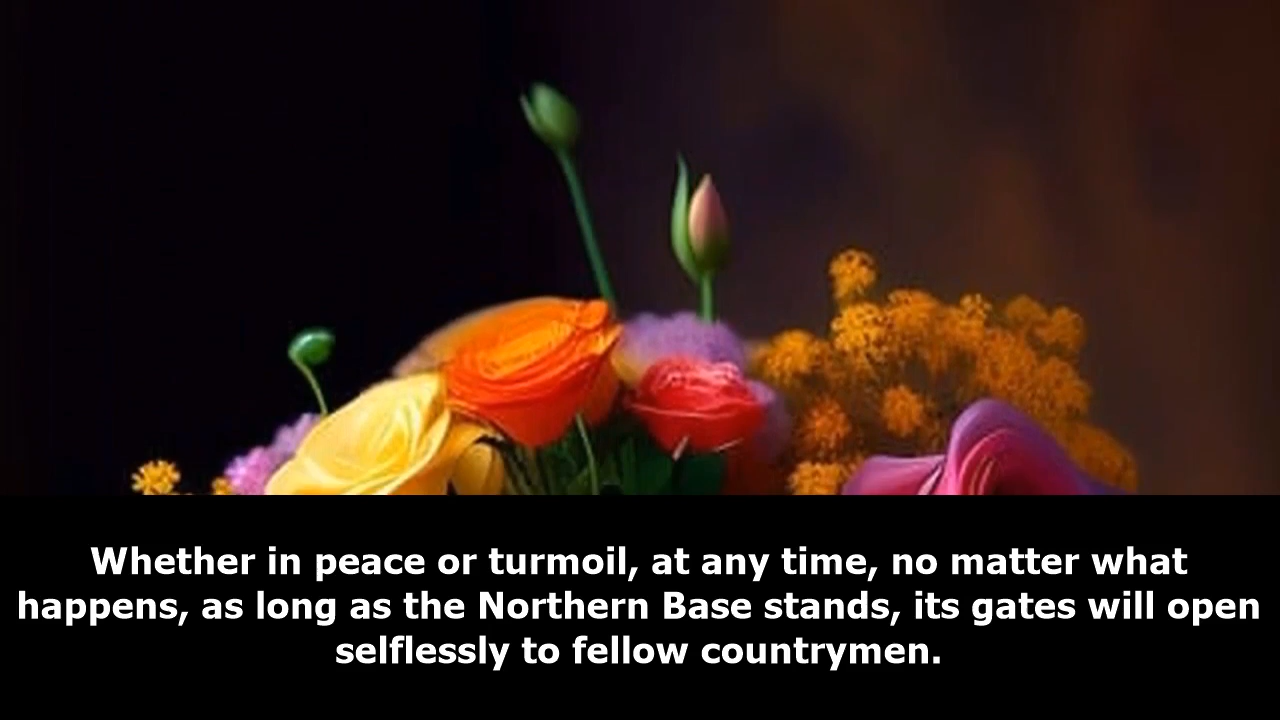 Whether in peace or turmoil, at any time, no matter what
happens, as long as the Northern Base stands, its gates will open
selflessly to fellow countrymen.